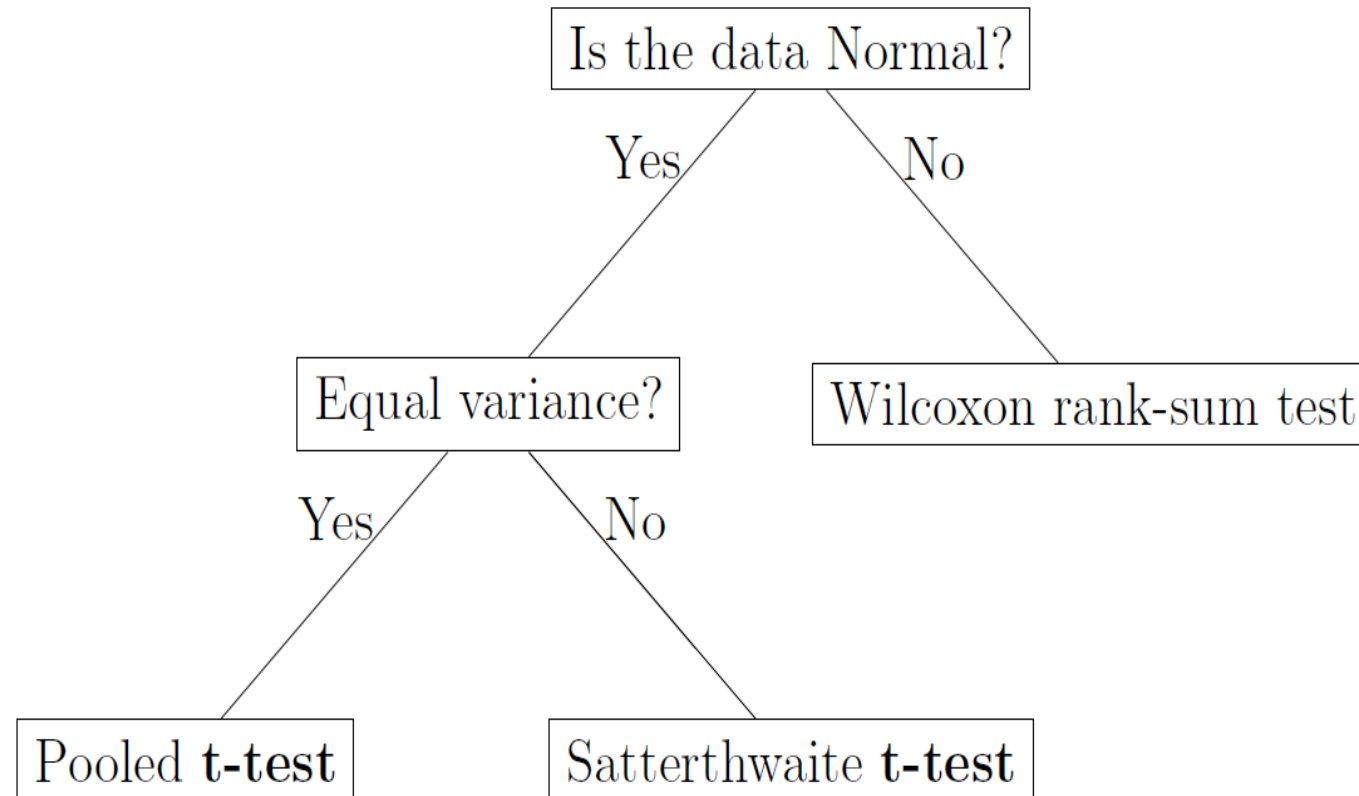 Is the data Normal?
Yes
No
Equal variance?
Wilcoxon rank-sum test
Yes
No
Pooled t-test
Satterthwaite t-test